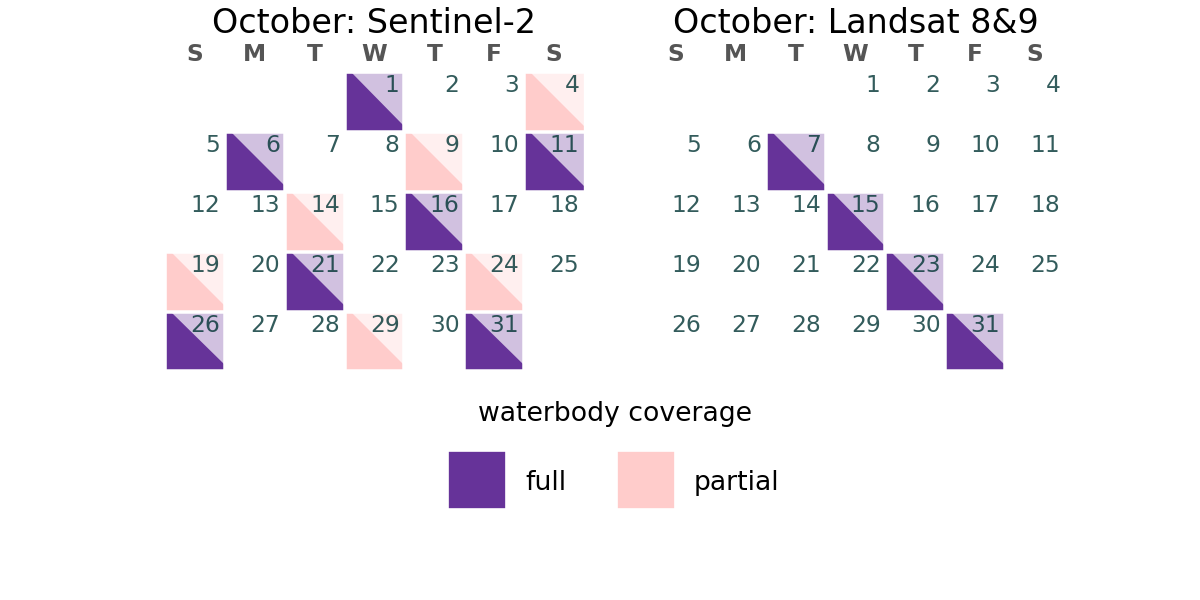 October: Sentinel-2
S M T W T F S
1 2 3 4
5 6 7 8 9 10 11
12 13 14 15 16 17 18
19 20 21 22 23 24 25
26 27 28 29 30 31
October: Landsat 8&9
S M T W T F S
1 2 3 4
5 6 7 8 9 10 11
12 13 14 15 16 17 18
19 20 21 22 23 24 25
26 27 28 29 30 31
waterbody coverage
full partial